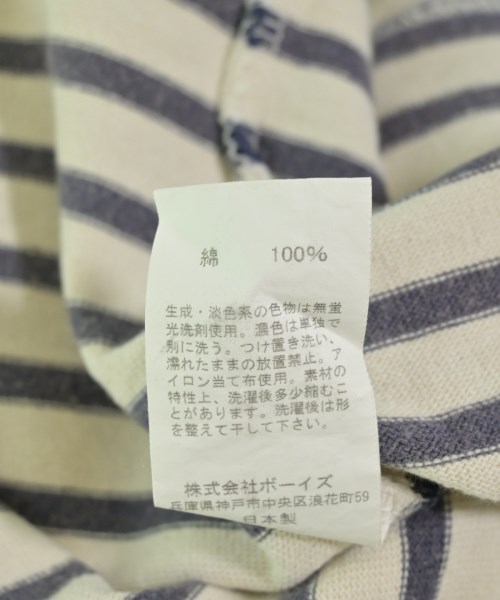 綿 100%
生成・淡色系の色物は無蛍
光洗剤使用。濃色は単独で
別に洗う。つけ置き洗い、
濡れたままの放置禁止。ア
イロン当て布使用。素材の
特性上、洗濯後多少縮むこ
とがあります。洗濯後は形
を整えて干して下さい。
株式会社ボーイズ
兵庫県神戸市中央区浪花町59
日本製